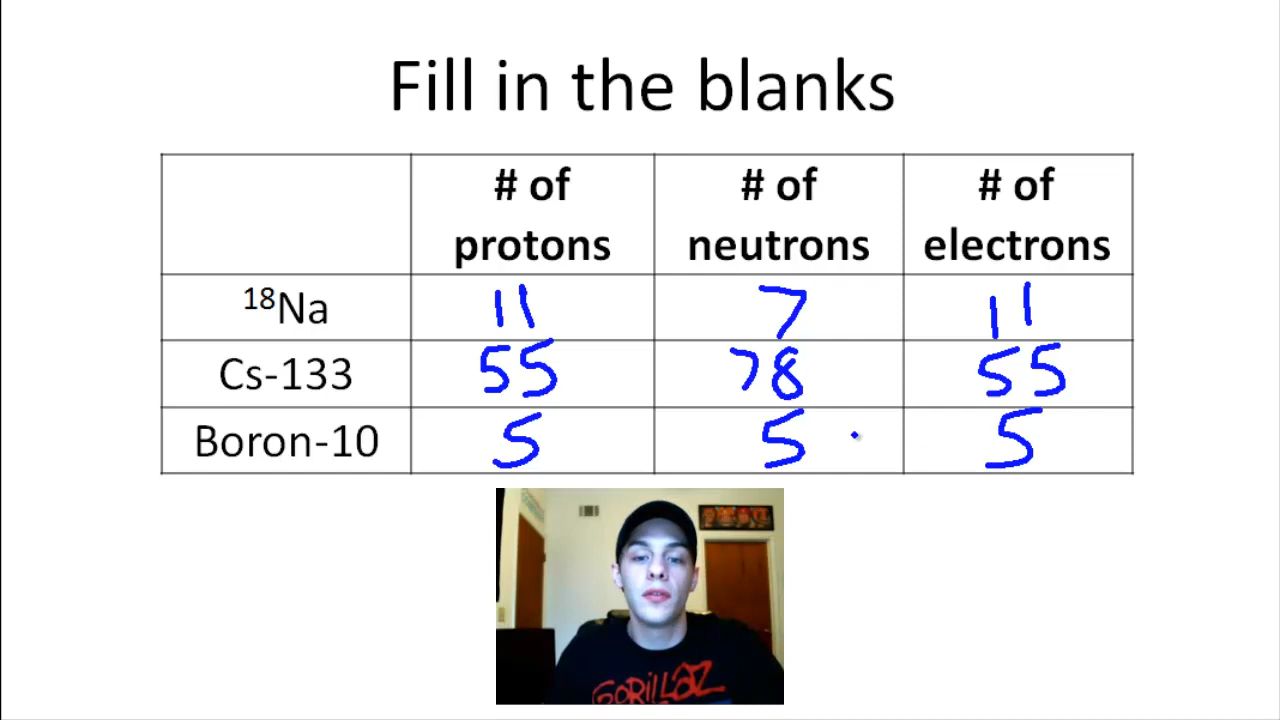 Fill in the blanks
# of protons # of neutrons # of electrons
18Na 11 7 11
Cs-133 55 78 55
Boron-10 5 5 5
GORILLAZ